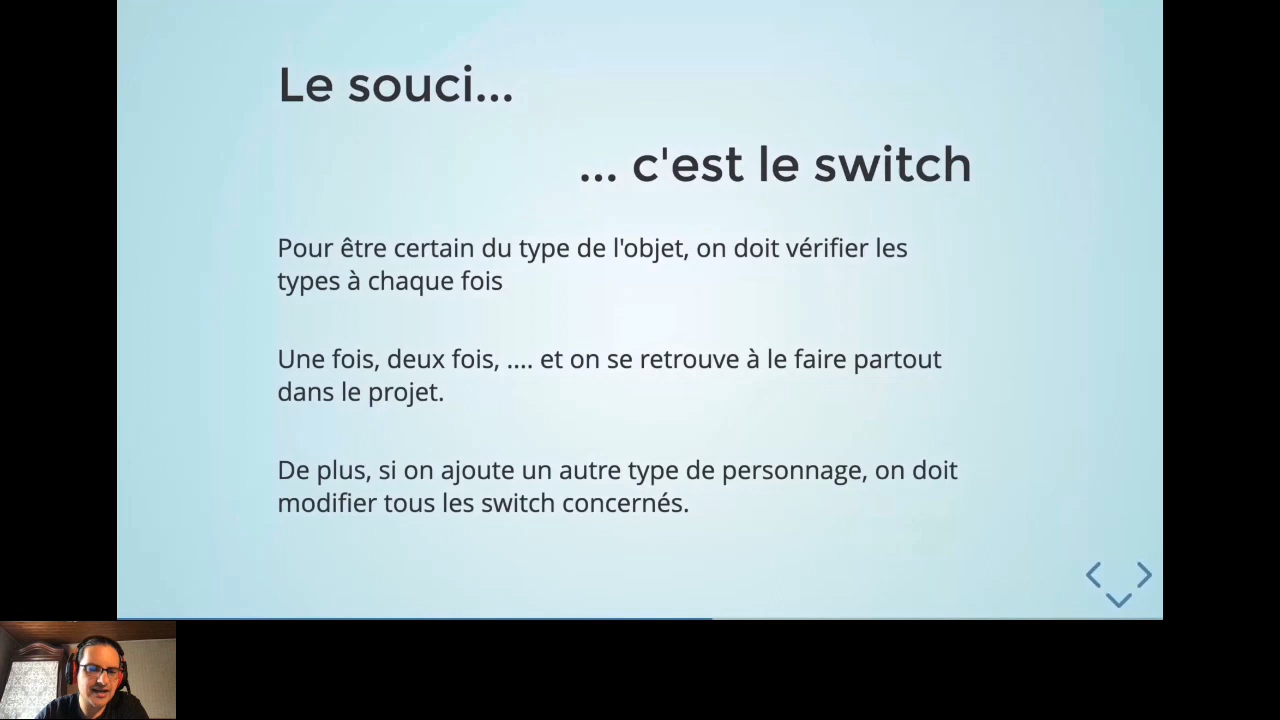 Le souci...
... c'est le switch
Pour être certain du type de l'objet, on doit vérifier les
types à chaque fois
Une fois, deux fois, .... et on se retrouve à le faire partout
dans le projet.
De plus, si on ajoute un autre type de personnage, on doit
modifier tous les switch concernés.